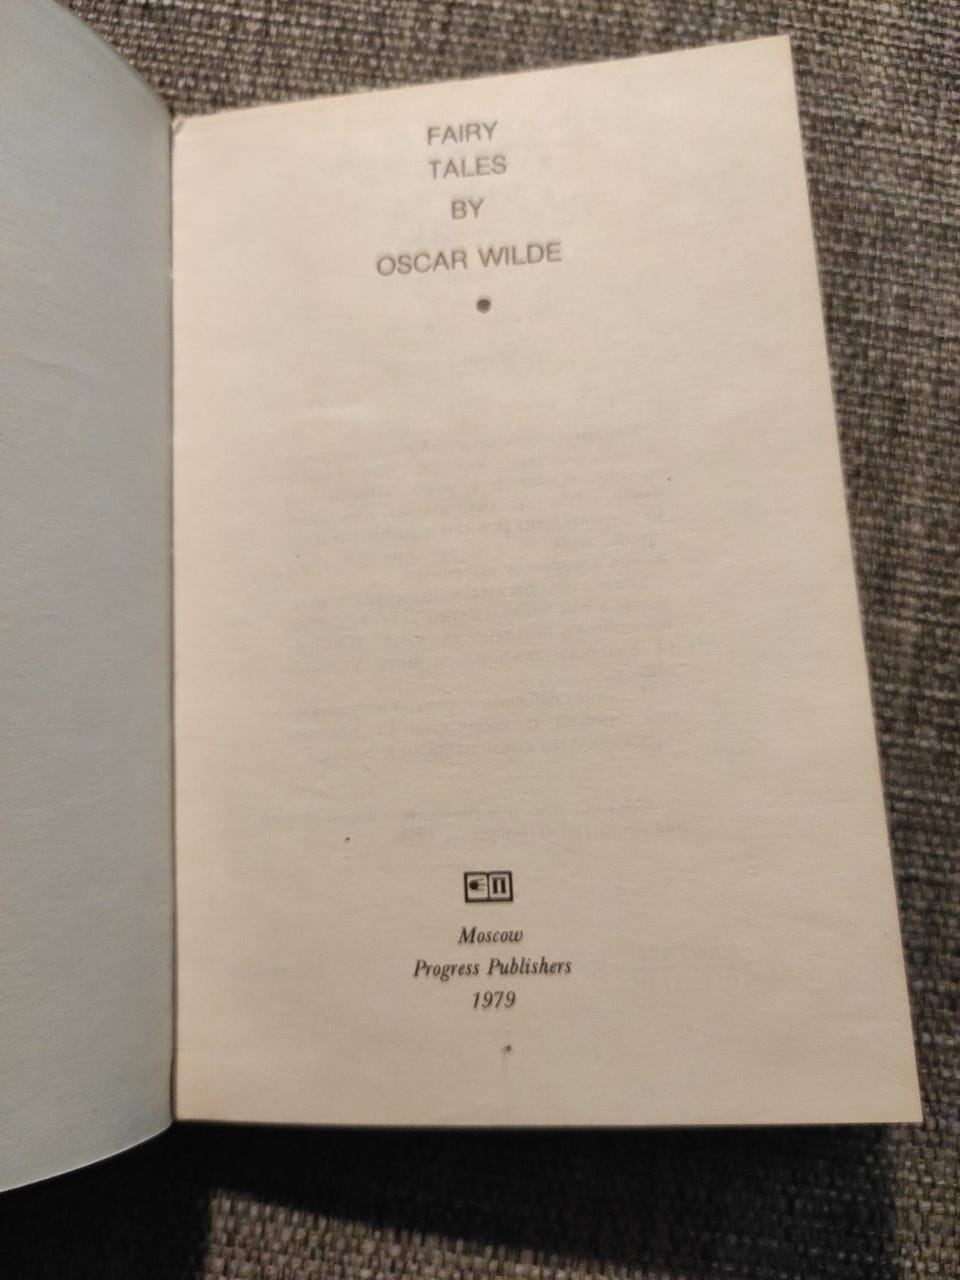 FAIRY
TALES
BY
OSCAR WILDE
П
Moscow
Progress Publishers
1979